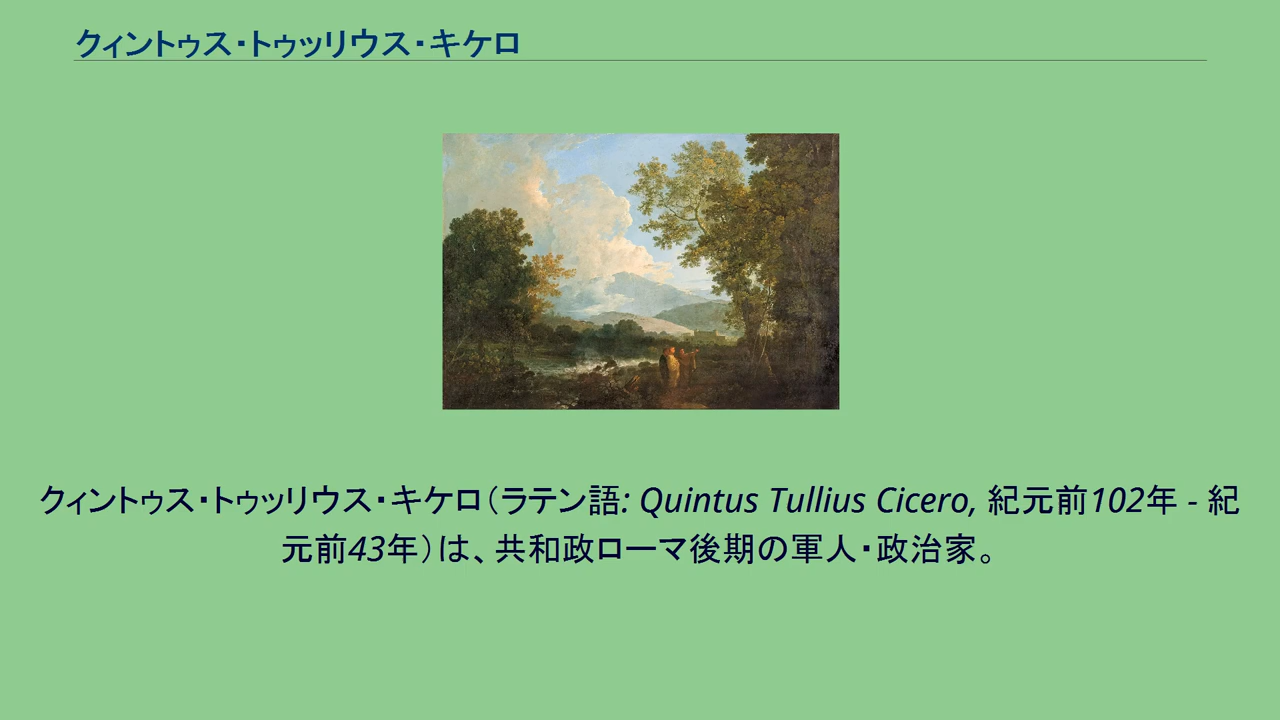 クィントゥス・トゥッリウス・キケロ
クィントゥス・トゥッリウス・キケロ（ラテン語: Quintus Tullius Cicero, 紀元前102年 - 紀
元前43年）は、共和政ローマ後期の軍人・政治家。